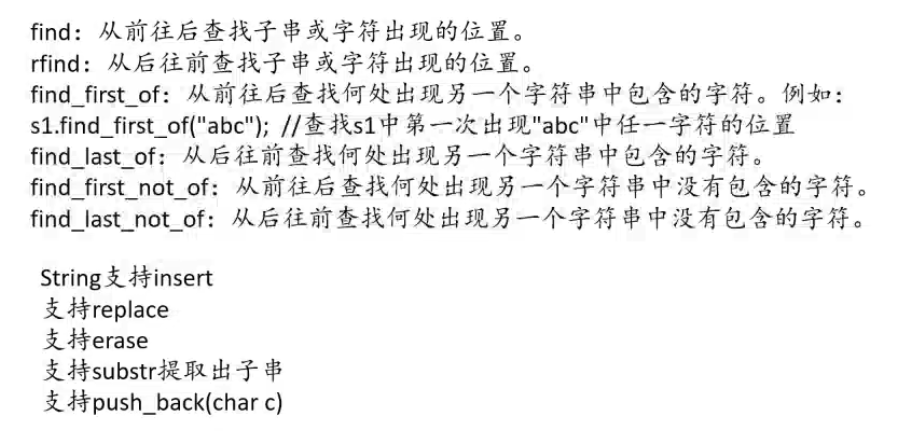 find：从前往后查找子串或字符出现的位置。
rfind：从后往前查找子串或字符出现的位置。
find_first_of：从前往后查找何处出现另一个字符串中包含的字符。例如：
s1.find_first_of("abc"); //查找s1中第一次出现"abc"中任一字符的位置
find_last_of：从后往前查找何处出现另一个字符串中包含的字符。
find_first_not_of：从前往后查找何处出现另一个字符串中没有包含的字符。
find_last_not_of：从后往前查找何处出现另一个字符串中没有包含的字符。
String支持insert
支持replace
支持erase
支持substr提取出子串
支持push_back(char c)